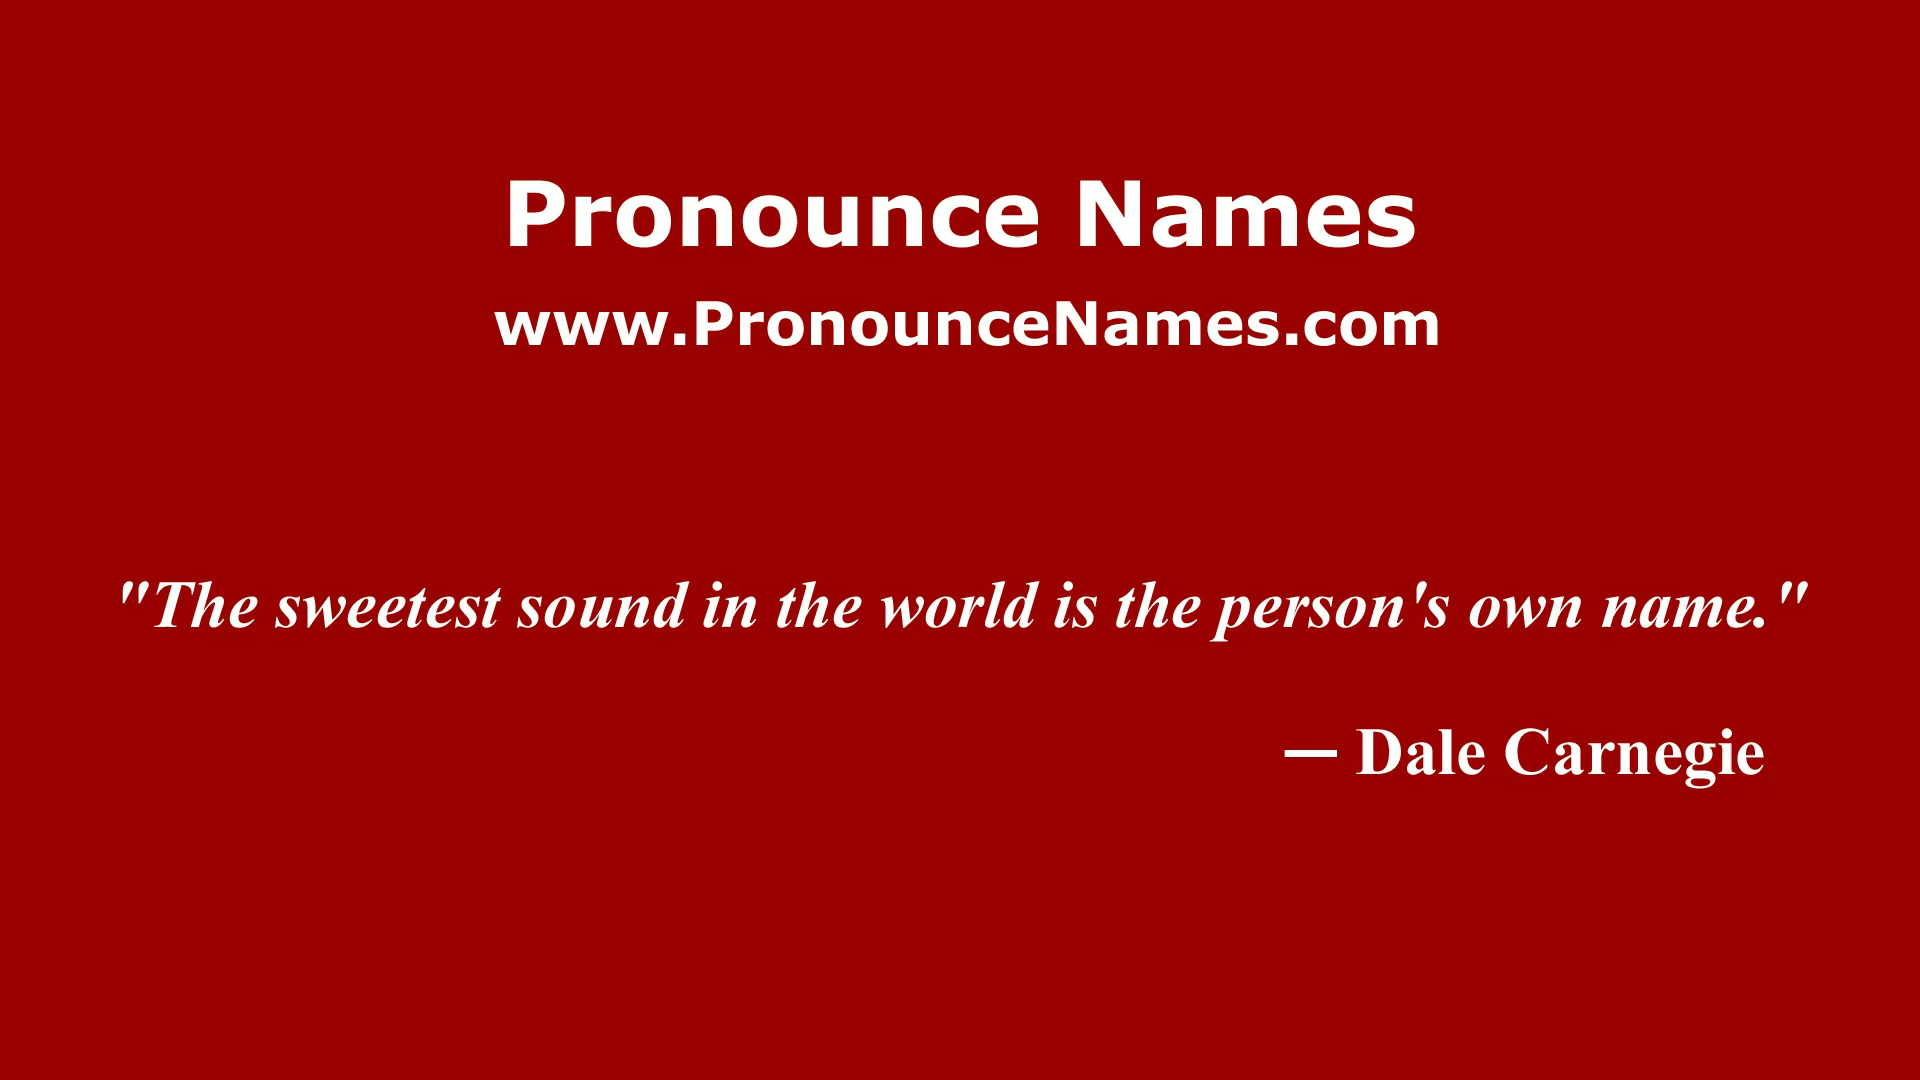 Pronounce Names
www.PronounceNames.com
"The sweetest sound in the world is the person's own name."
— Dale Carnegie